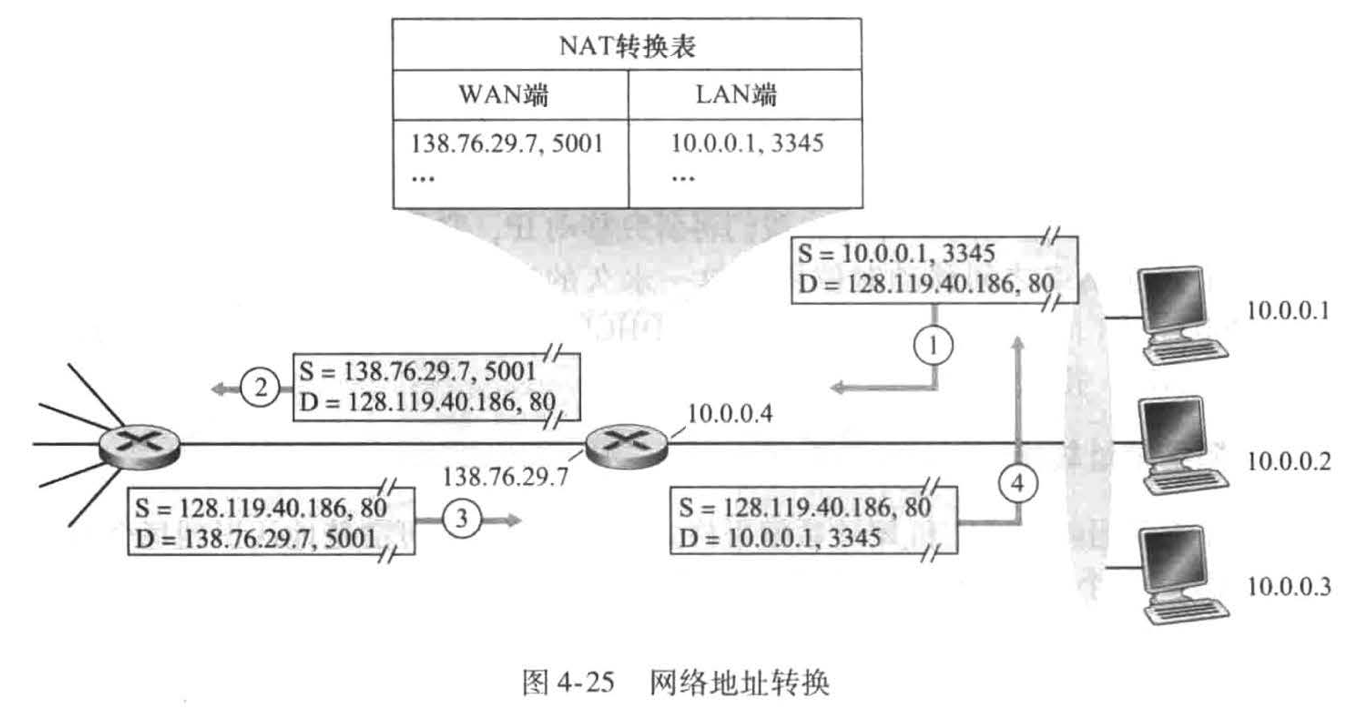 NAT转换表
WAN端 LAN端
138.76.29.7, 5001 10.0.0.1, 3345
... ...
S = 10.0.0.1, 3345
D = 128.119.40.186, 80
10.0.0.1
1
2
S = 138.76.29.7, 5001
D = 128.119.40.186, 80
10.0.0.4
10.0.0.2
138.76.29.7
4
S = 128.119.40.186, 80
D = 138.76.29.7, 5001
3
S = 128.119.40.186, 80
D = 10.0.0.1, 3345
10.0.0.3
图 4-25 网络地址转换